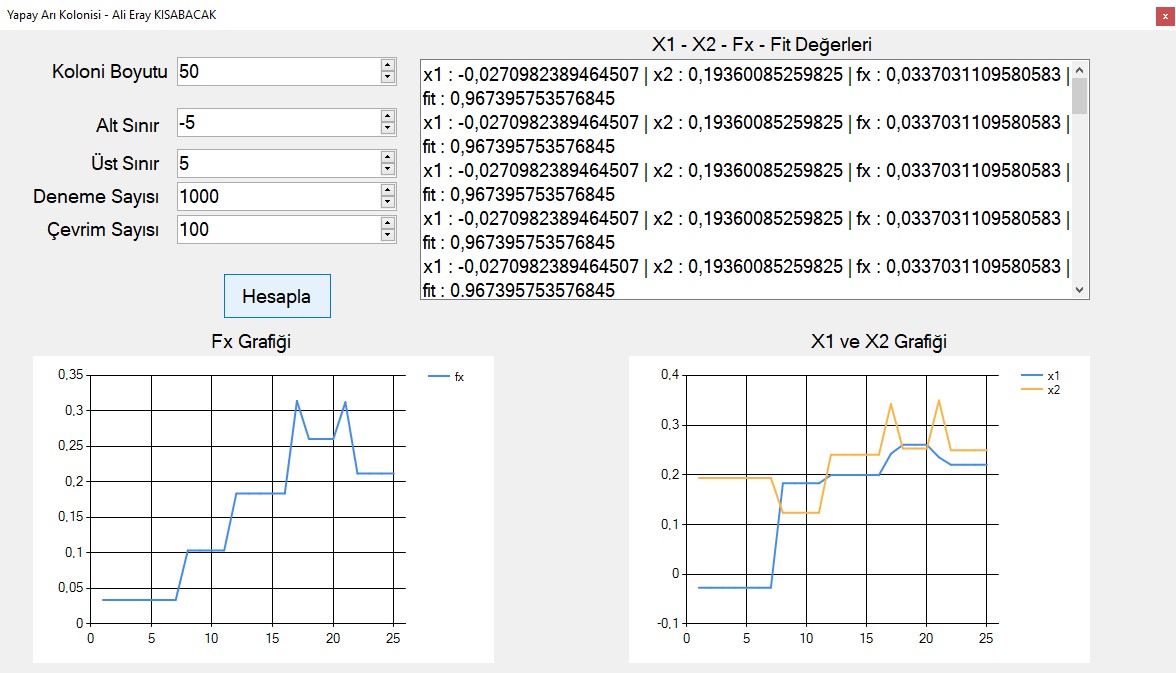 Yapay Arı Kolonisi - Ali Eray KISABACAK
x
Koloni Boyutu 50
Alt Sınır -5
Üst Sınır 5
Deneme Sayısı 1000
Çevrim Sayısı 100
Hesapla
X1 - X2 - Fx - Fit Değerleri
x1 : -0,0270982389464507 | x2 : 0,19360085259825 | fx : 0,0337031109580583 |
fit : 0,967395753576845
x1 : -0,0270982389464507 | x2 : 0,19360085259825 | fx : 0,0337031109580583 |
fit : 0,967395753576845
x1 : -0,0270982389464507 | x2 : 0,19360085259825 | fx : 0,0337031109580583 |
fit : 0,967395753576845
x1 : -0,0270982389464507 | x2 : 0,19360085259825 | fx : 0,0337031109580583 |
fit : 0,967395753576845
x1 : -0,0270982389464507 | x2 : 0,19360085259825 | fx : 0,0337031109580583 |
fit : 0,967395753576845
Fx Grafiği
0,35
0,3
0,25
0,2
0,15
0,1
0,05
0
0 5 10 15 20 25
fx
X1 ve X2 Grafiği
0,4
0,3
0,2
0,1
0
-0,1
0 5 10 15 20 25
x1
x2